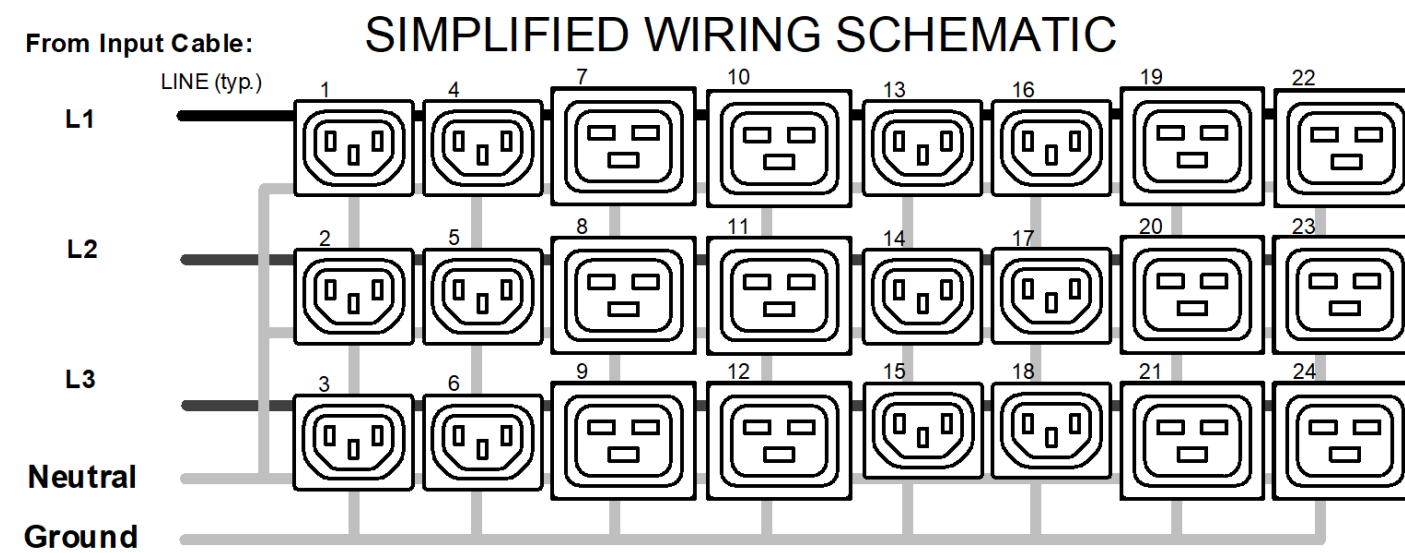 SIMPLIFIED WIRING SCHEMATIC
From Input Cable:
LINE (typ.)
1 4 7 10 13 16 19 22
L1
2 5 8 11 14 17 20 23
L2
3 6 9 12 15 18 21 24
L3
Neutral
Ground